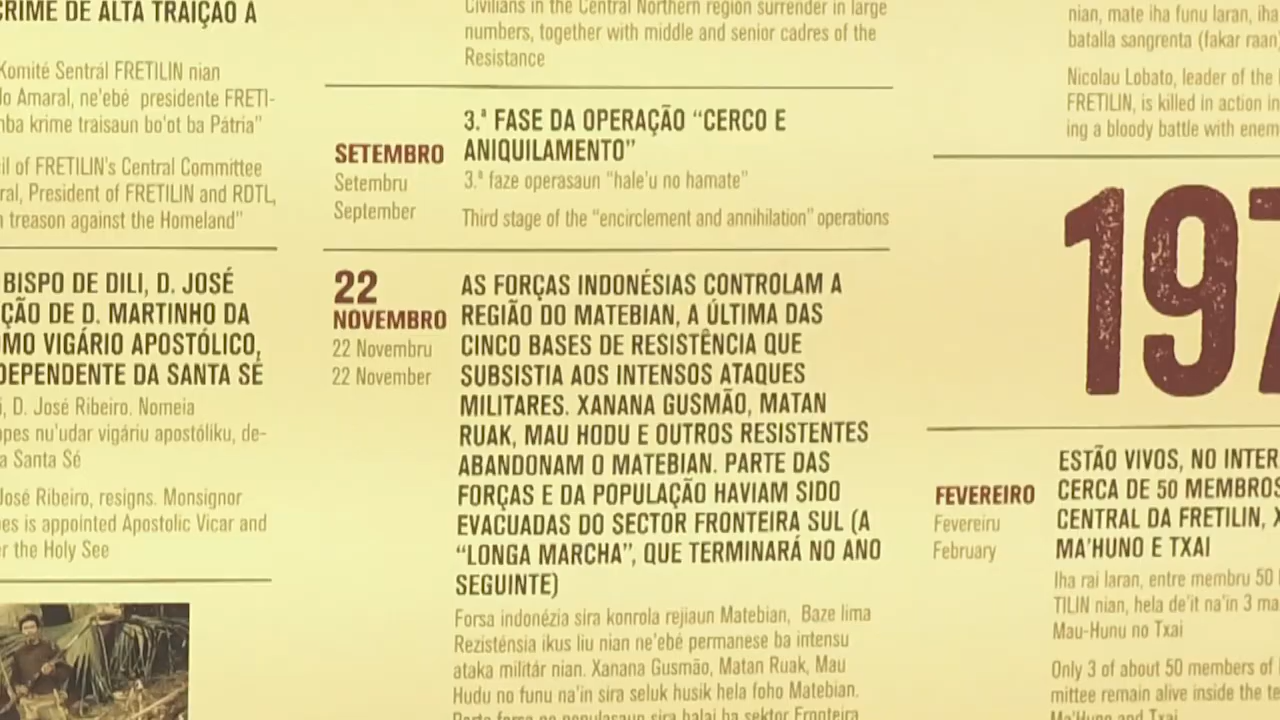 CRIME DE ALTA TRAIÇÃO À
Komité Sentrál FRETILIN nian
do Amaral, ne'ebé presidente FRETI-
krime traisaun bo'ot ba Pátria"
of FRETILIN's Central Committee
President of FRETILIN and RDTL,
treason against the Homeland"
BISPO DE DILI, D. JOSÉ
DE D. MARTINHO DA
VIGÁRIO APOSTÓLICO,
DEPENDENTE DA SANTA SÉ
D. José Ribeiro. Nomeia
nu'udar vigáriu apostóliku, de-
a Santa Sé
José Ribeiro, resigns. Monsignor
is appointed Apostolic Vicar and
the Holy See
Civilians in the Central Northern region surrender in large
numbers, together with middle and senior cadres of the
Resistance
SETEMBRO
Setembru
September
3.ª FASE DA OPERAÇÃO "CERCO E
ANIQUILAMENTO"
3.ª faze operasaun "hale'u no hamate"
Third stage of the "encirclement and annihilation" operations
22
NOVEMBRO
22 Novembru
22 November
AS FORÇAS INDONÉSIAS CONTROLAM A
REGIÃO DO MATEBIAN, A ÚLTIMA DAS
CINCO BASES DE RESISTÊNCIA QUE
SUBSISTIA AOS INTENSOS ATAQUES
MILITARES. XANANA GUSMÃO, MATAN
RUAK, MAU HODU E OUTROS RESISTENTES
ABANDONAM O MATEBIAN. PARTE DAS
FORÇAS E DA POPULAÇÃO HAVIAM SIDO
EVACUADAS DO SECTOR FRONTEIRA SUL (A
"LONGA MARCHA", QUE TERMINARÁ NO ANO
SEGUINTE)
Forsa indonézia sira konrola rejiaun Matebian, Baze lima
Rezisténsia ikus liu nian ne'ebé permanese ba intensu
ataka militár nian. Xanana Gusmão, Matan Ruak, Mau
Hudu no funu na'in sira seluk husik hela foho Matebian.
Parte forsa no populasaun sira halai ba sektor Fronteira
nian, mate iha funu laran, iha
batalla sangrenta (fakar raan)
Nicolau Lobato, leader of the
FRETILIN, is killed in action in
ing a bloody battle with enem
197
FEVEREIRO
Fevereiru
February
ESTÃO VIVOS, NO INTER
CERCA DE 50 MEMBROS
CENTRAL DA FRETILIN, X
MA'HUNO E TXAI
Iha rai laran, entre membru 50
TILIN nian, hela de'it na'in 3 ma
Mau-Hunu no Txai
Only 3 of about 50 members of
mittee remain alive inside the te
Ma'Huno and Txai